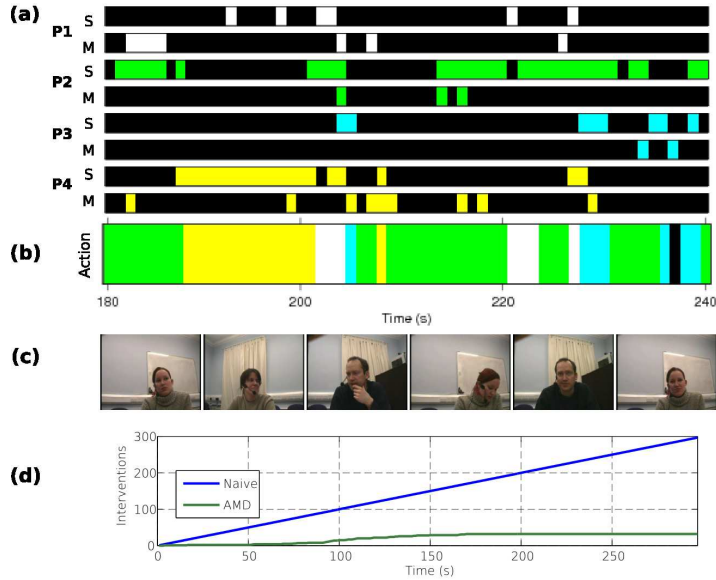 (a)
P1
S
M
P2
S
M
P3
S
M
P4
S
M
(b)
Action
180
200
220
240
Time (s)
(c)
(d)
Interventions
300
200
100
0
Naive
AMD
0
50
100
150
200
250
Time (s)